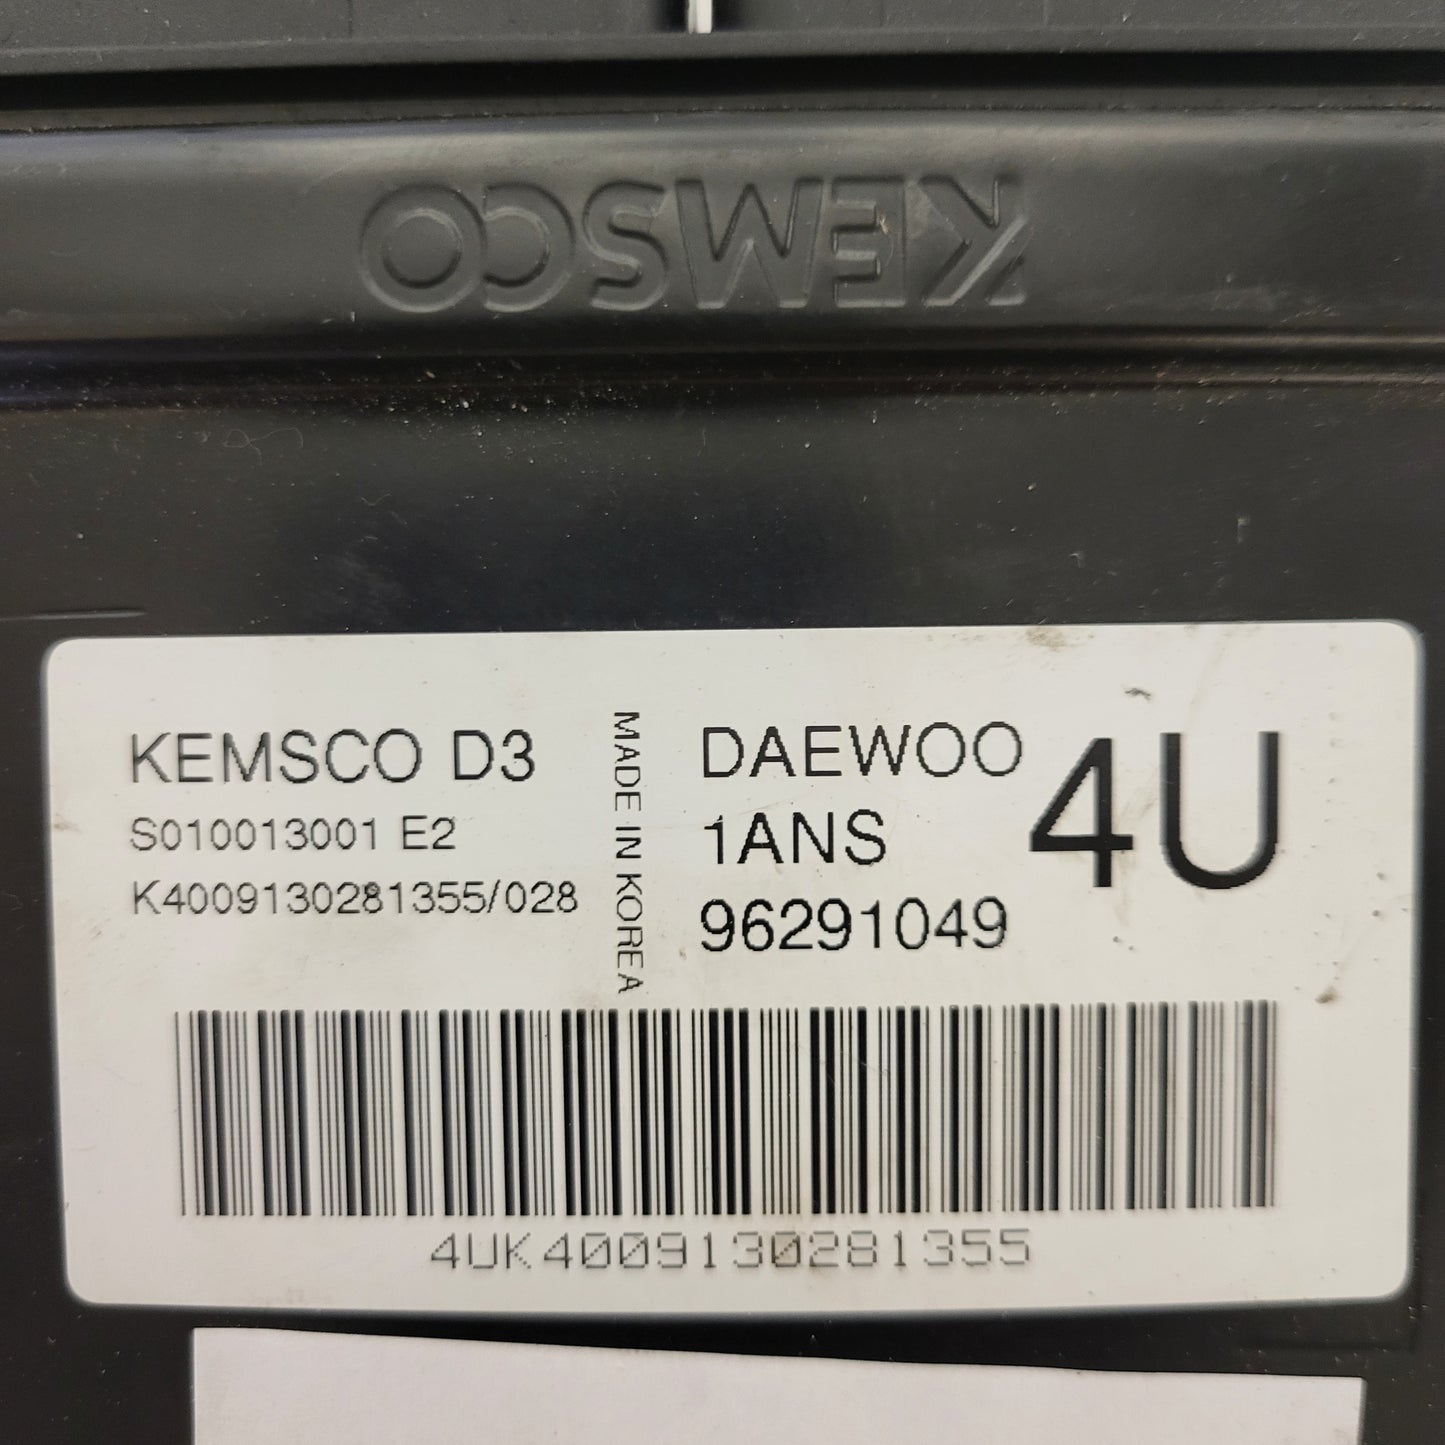 KEMSCO
KEMSCO D3
S010013001 E2
K4009130281355/028
MADE IN KOREA
DAEWOO
1ANS
96291049
4U
4UK4009130281355